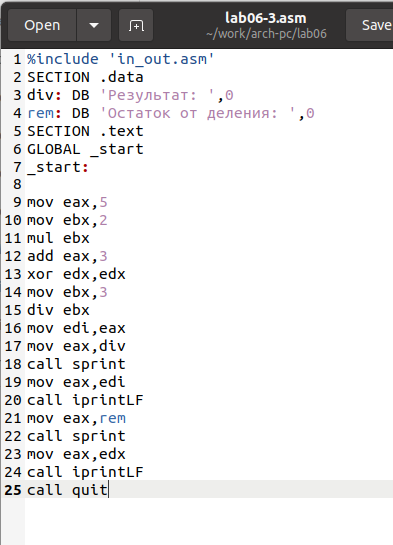 Open
lab06-3.asm
~/work/arch-pc/lab06
Save
1 %include 'in_out.asm'
2 SECTION .data
3 div: DB 'Результат: ',0
4 rem: DB 'Остаток от деления: ',0
5 SECTION .text
6 GLOBAL _start
7 _start:
8
9 mov eax,5
10 mov ebx,2
11 mul ebx
12 add eax,3
13 xor edx,edx
14 mov ebx,3
15 div ebx
16 mov edi,eax
17 mov eax,div
18 call sprint
19 mov eax,edi
20 call iprintLF
21 mov eax,rem
22 call sprint
23 mov eax,edx
24 call iprintLF
25 call quit